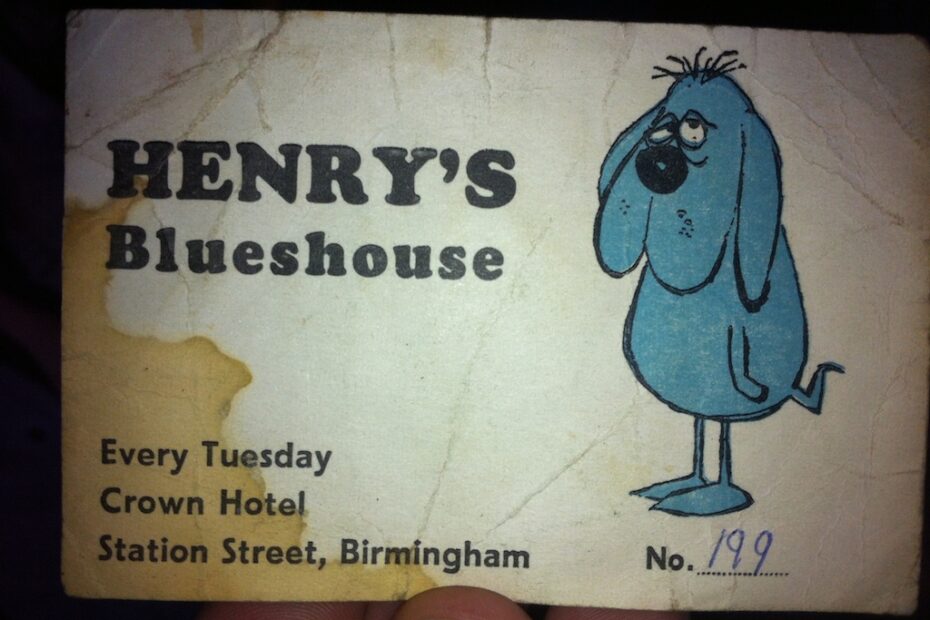 HENRY'S
Blueshouse
Every Tuesday
Crown Hotel
Station Street, Birmingham
No. 199